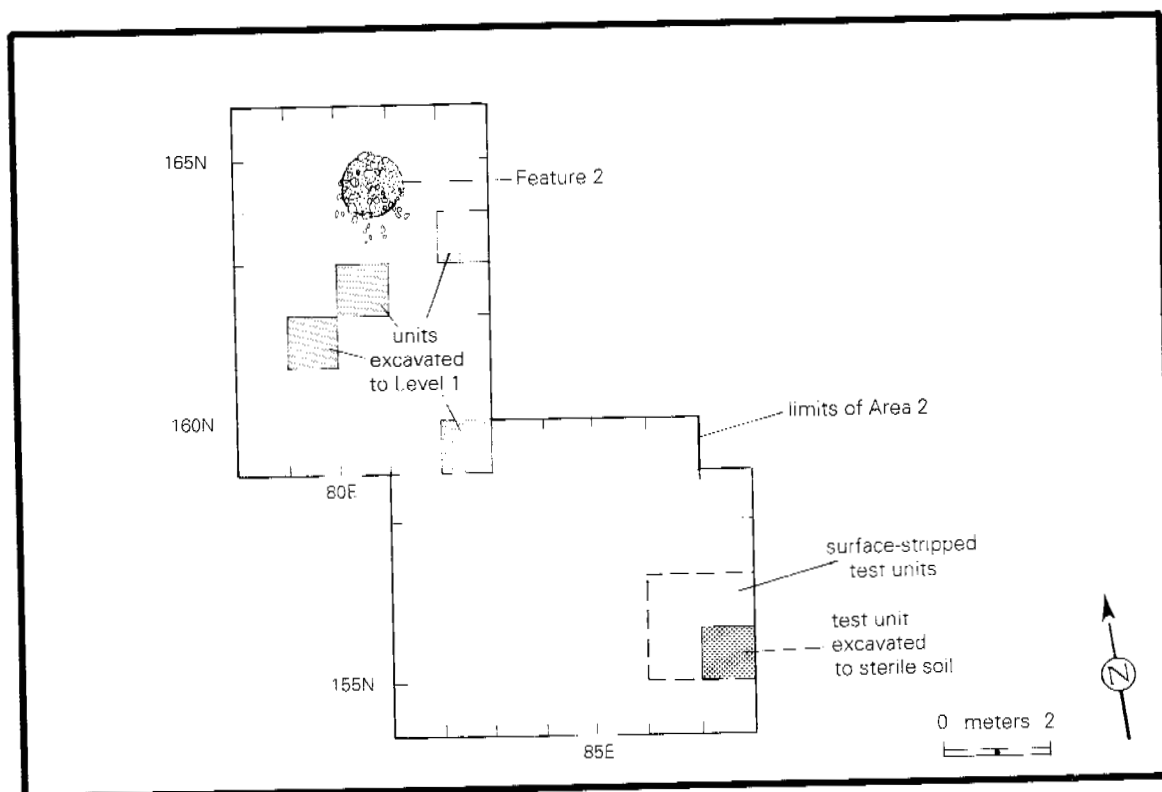 165N
Feature 2
units
excavated
to Level 1
160N
limits of Area 2
80E
surface-stripped
test units
test unit
excavated
to sterile soil
155N
N
0 meters 2
85E